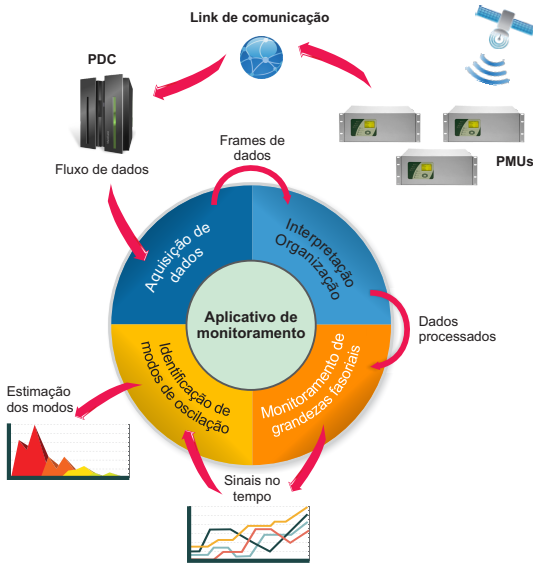 Link de comunicação
PDC
PMUs
Fluxo de dados
Frames de
dados
Aquisição de
dados
Interpretação
Organização
Aplicativo de
monitoramento
Dados
processados
Identificação de
modos de oscilação
Monitoramento de
grandezas fasoriais
Estimação
dos modos
Sinais no
tempo